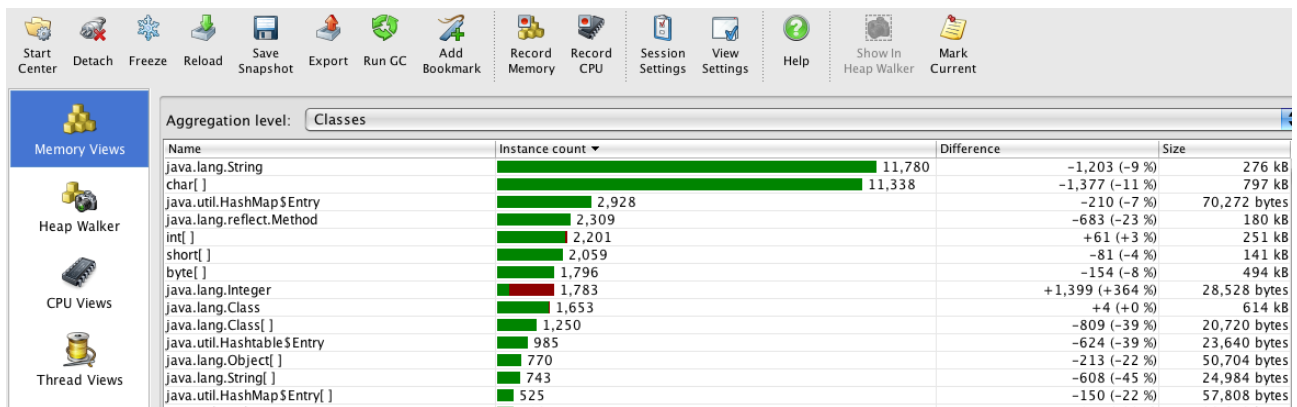 Start Center Detach Freeze Reload Save Snapshot Export Run GC Add Bookmark Record Memory Record CPU Session Settings View Settings Help Show In Heap Walker Mark Current
Memory Views
Heap Walker
CPU Views
Thread Views
Aggregation level: Classes
Name Instance count Difference Size
java.lang.String 11,780 -1,203 (-9 %) 276 kB
char[ ] 11,338 -1,377 (-11 %) 797 kB
java.util.HashMap$Entry 2,928 -210 (-7 %) 70,272 bytes
java.lang.reflect.Method 2,309 -683 (-23 %) 180 kB
int[ ] 2,201 +61 (+3 %) 251 kB
short[ ] 2,059 -81 (-4 %) 141 kB
byte[ ] 1,796 -154 (-8 %) 494 kB
java.lang.Integer 1,783 +1,399 (+364 %) 28,528 bytes
java.lang.Class 1,653 +4 (+0 %) 614 kB
java.lang.Class[ ] 1,250 -809 (-39 %) 20,720 bytes
java.util.Hashtable$Entry 985 -624 (-39 %) 23,640 bytes
java.lang.Object[ ] 770 -213 (-22 %) 50,704 bytes
java.lang.String[ ] 743 -608 (-45 %) 24,984 bytes
java.util.HashMap$Entry[ ] 525 -150 (-22 %) 57,808 bytes